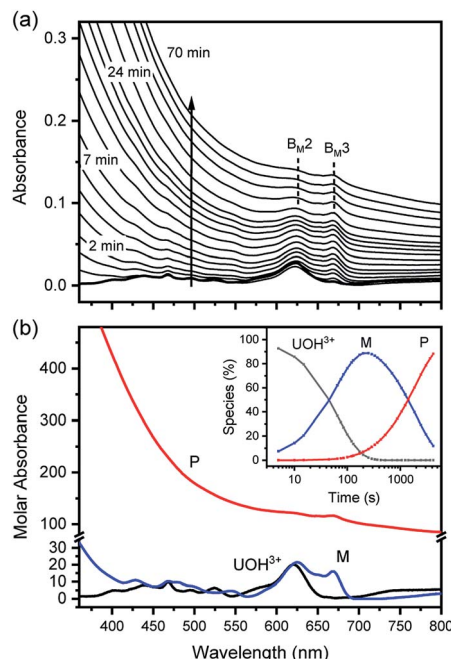 (a)
0.3
70 min
24 min
B_M2 B_M3
0.2
7 min
0.1
2 min
0.0
Absorbance
(b)
UOH³⁺ M P
100
80
60
40
20
0
Species (%)
10 100 1000
Time (s)
400
300
200
100
P
30
20
10
0
UOH³⁺ M
Molar Absorbance
400 450 500 550 600 650 700 750 800
Wavelength (nm)